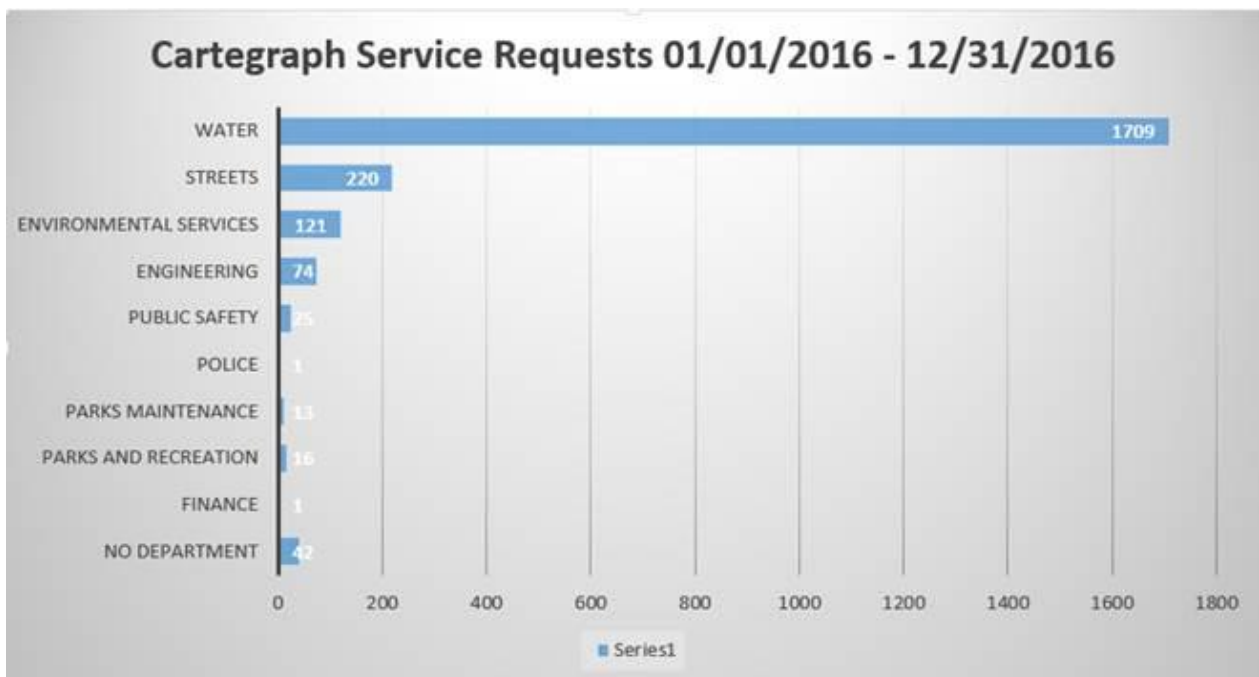 Cartegraph Service Requests 01/01/2016 - 12/31/2016
WATER 1709
STREETS 220
ENVIRONMENTAL SERVICES 121
ENGINEERING 74
PUBLIC SAFETY 25
POLICE 1
PARKS MAINTENANCE 13
PARKS AND RECREATION 16
FINANCE 1
NO DEPARTMENT 42
0 200 400 600 800 1000 1200 1400 1600 1800
Series1